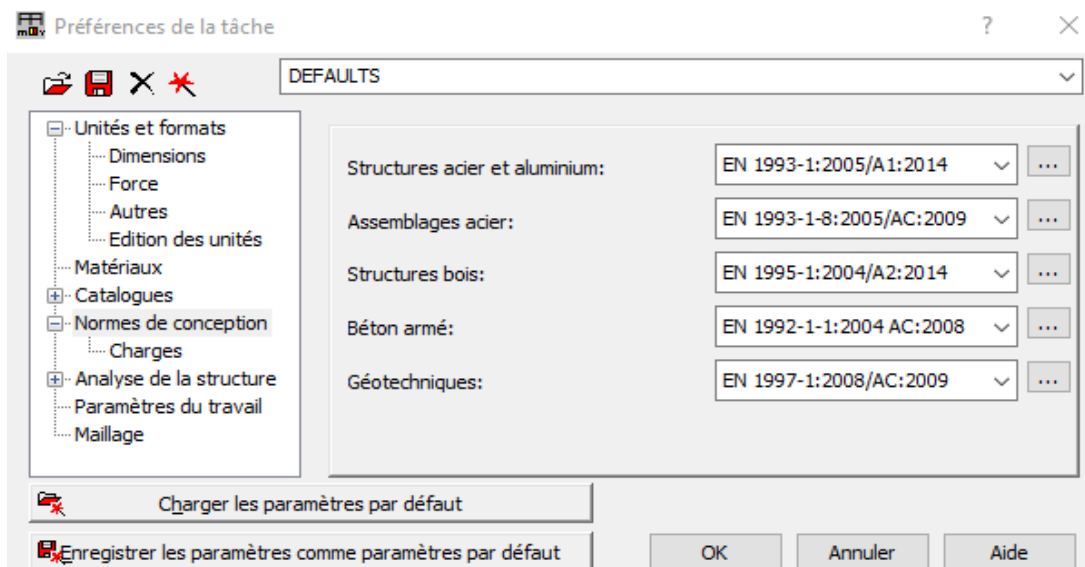 Préférences de la tâche
?
DEFAULTS
Unités et formats
Dimensions
Force
Autres
Edition des unités
Matériaux
Catalogues
Normes de conception
Charges
Analyse de la structure
Paramètres du travail
Maillage
Structures acier et aluminium: EN 1993-1:2005/A1:2014 ...
Assemblages acier: EN 1993-1-8:2005/AC:2009 ...
Structures bois: EN 1995-1:2004/A2:2014 ...
Béton armé: EN 1992-1-1:2004 AC:2008 ...
Géotechniques: EN 1997-1:2008/AC:2009 ...
Charger les paramètres par défaut
Enregistrer les paramètres comme paramètres par défaut
OK Annuler Aide